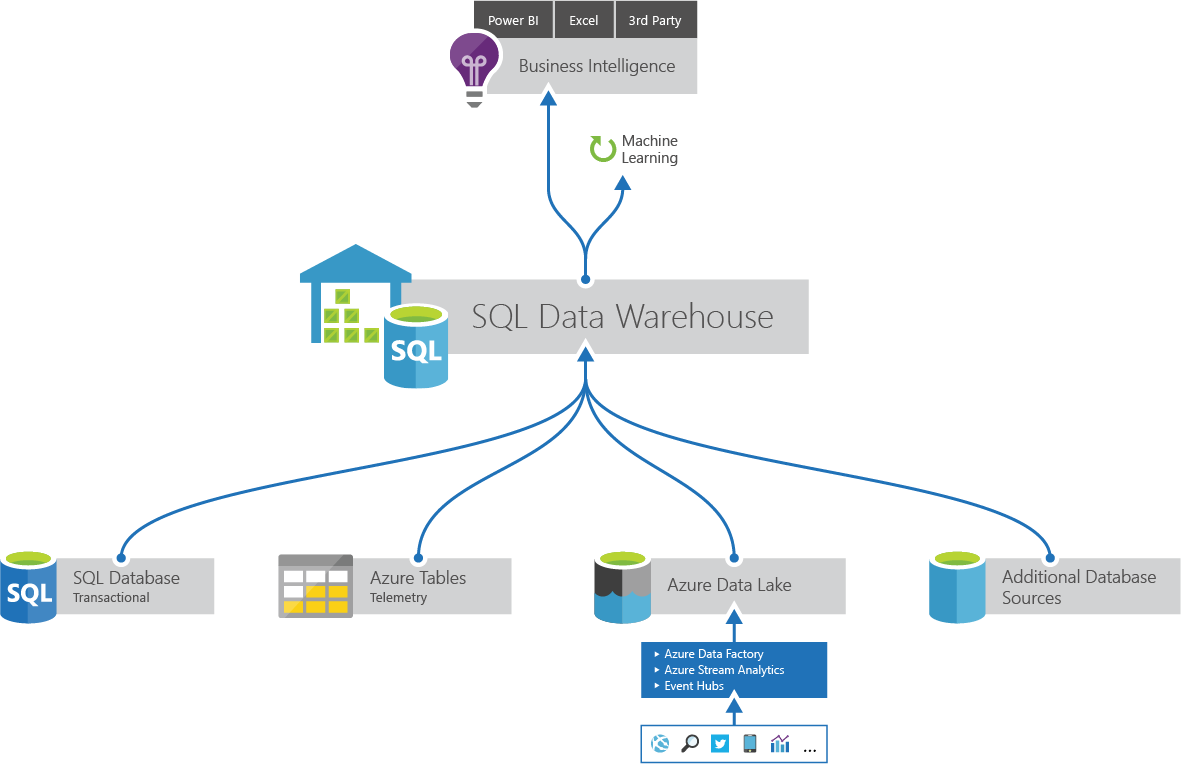 Power BI
Excel
3rd Party
Business Intelligence
Machine
Learning
SQL Data Warehouse
SQL
SQL
SQL Database
Transactional
Azure Tables
Telemetry
Azure Data Lake
Additional Database
Sources
Azure Data Factory
Azure Stream Analytics
Event Hubs
...